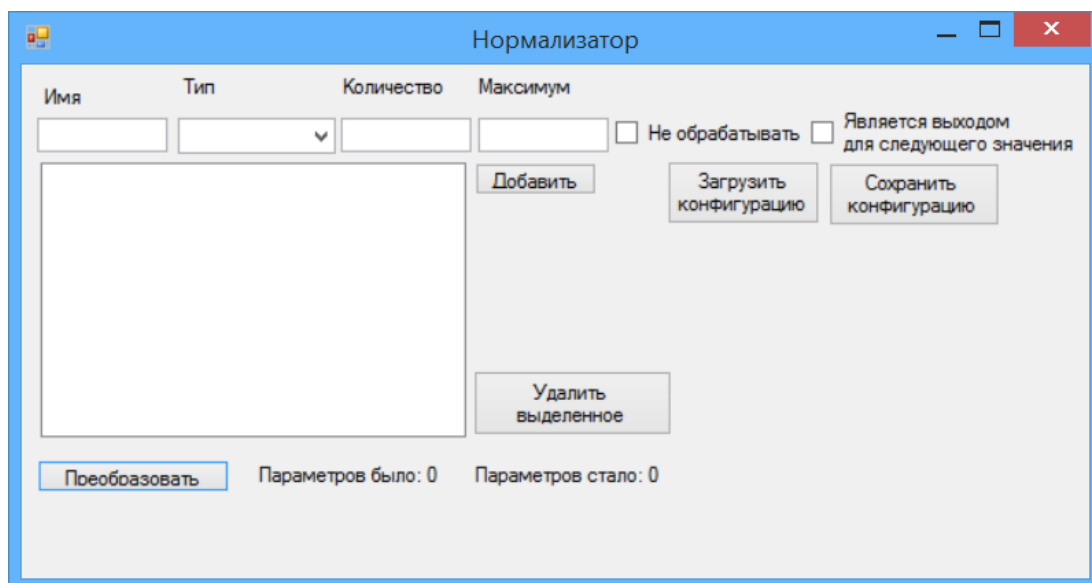 Нормализатор
Имя
Тип
Количество
Максимум
Не обрабатывать
Является выходом
для следующего значения
Добавить
Загрузить
конфигурацию
Сохранить
конфигурацию
Удалить
выделенное
Преобразовать
Параметров было: 0
Параметров стало: 0